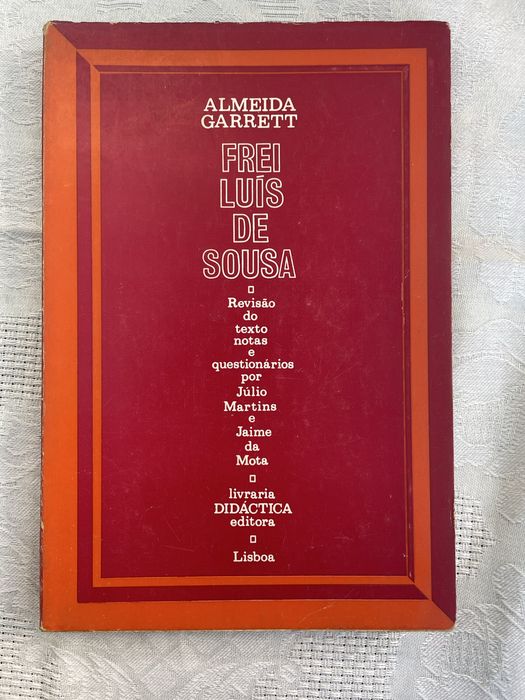 ALMEIDA
GARRETT
FREI
LUÍS
DE
SOUSA
Revisão
do
texto
notas
e
questionários
por
Júlio
Martins
e
Jaime
da
Mota
livraria
DIDÁCTICA
editora
Lisboa